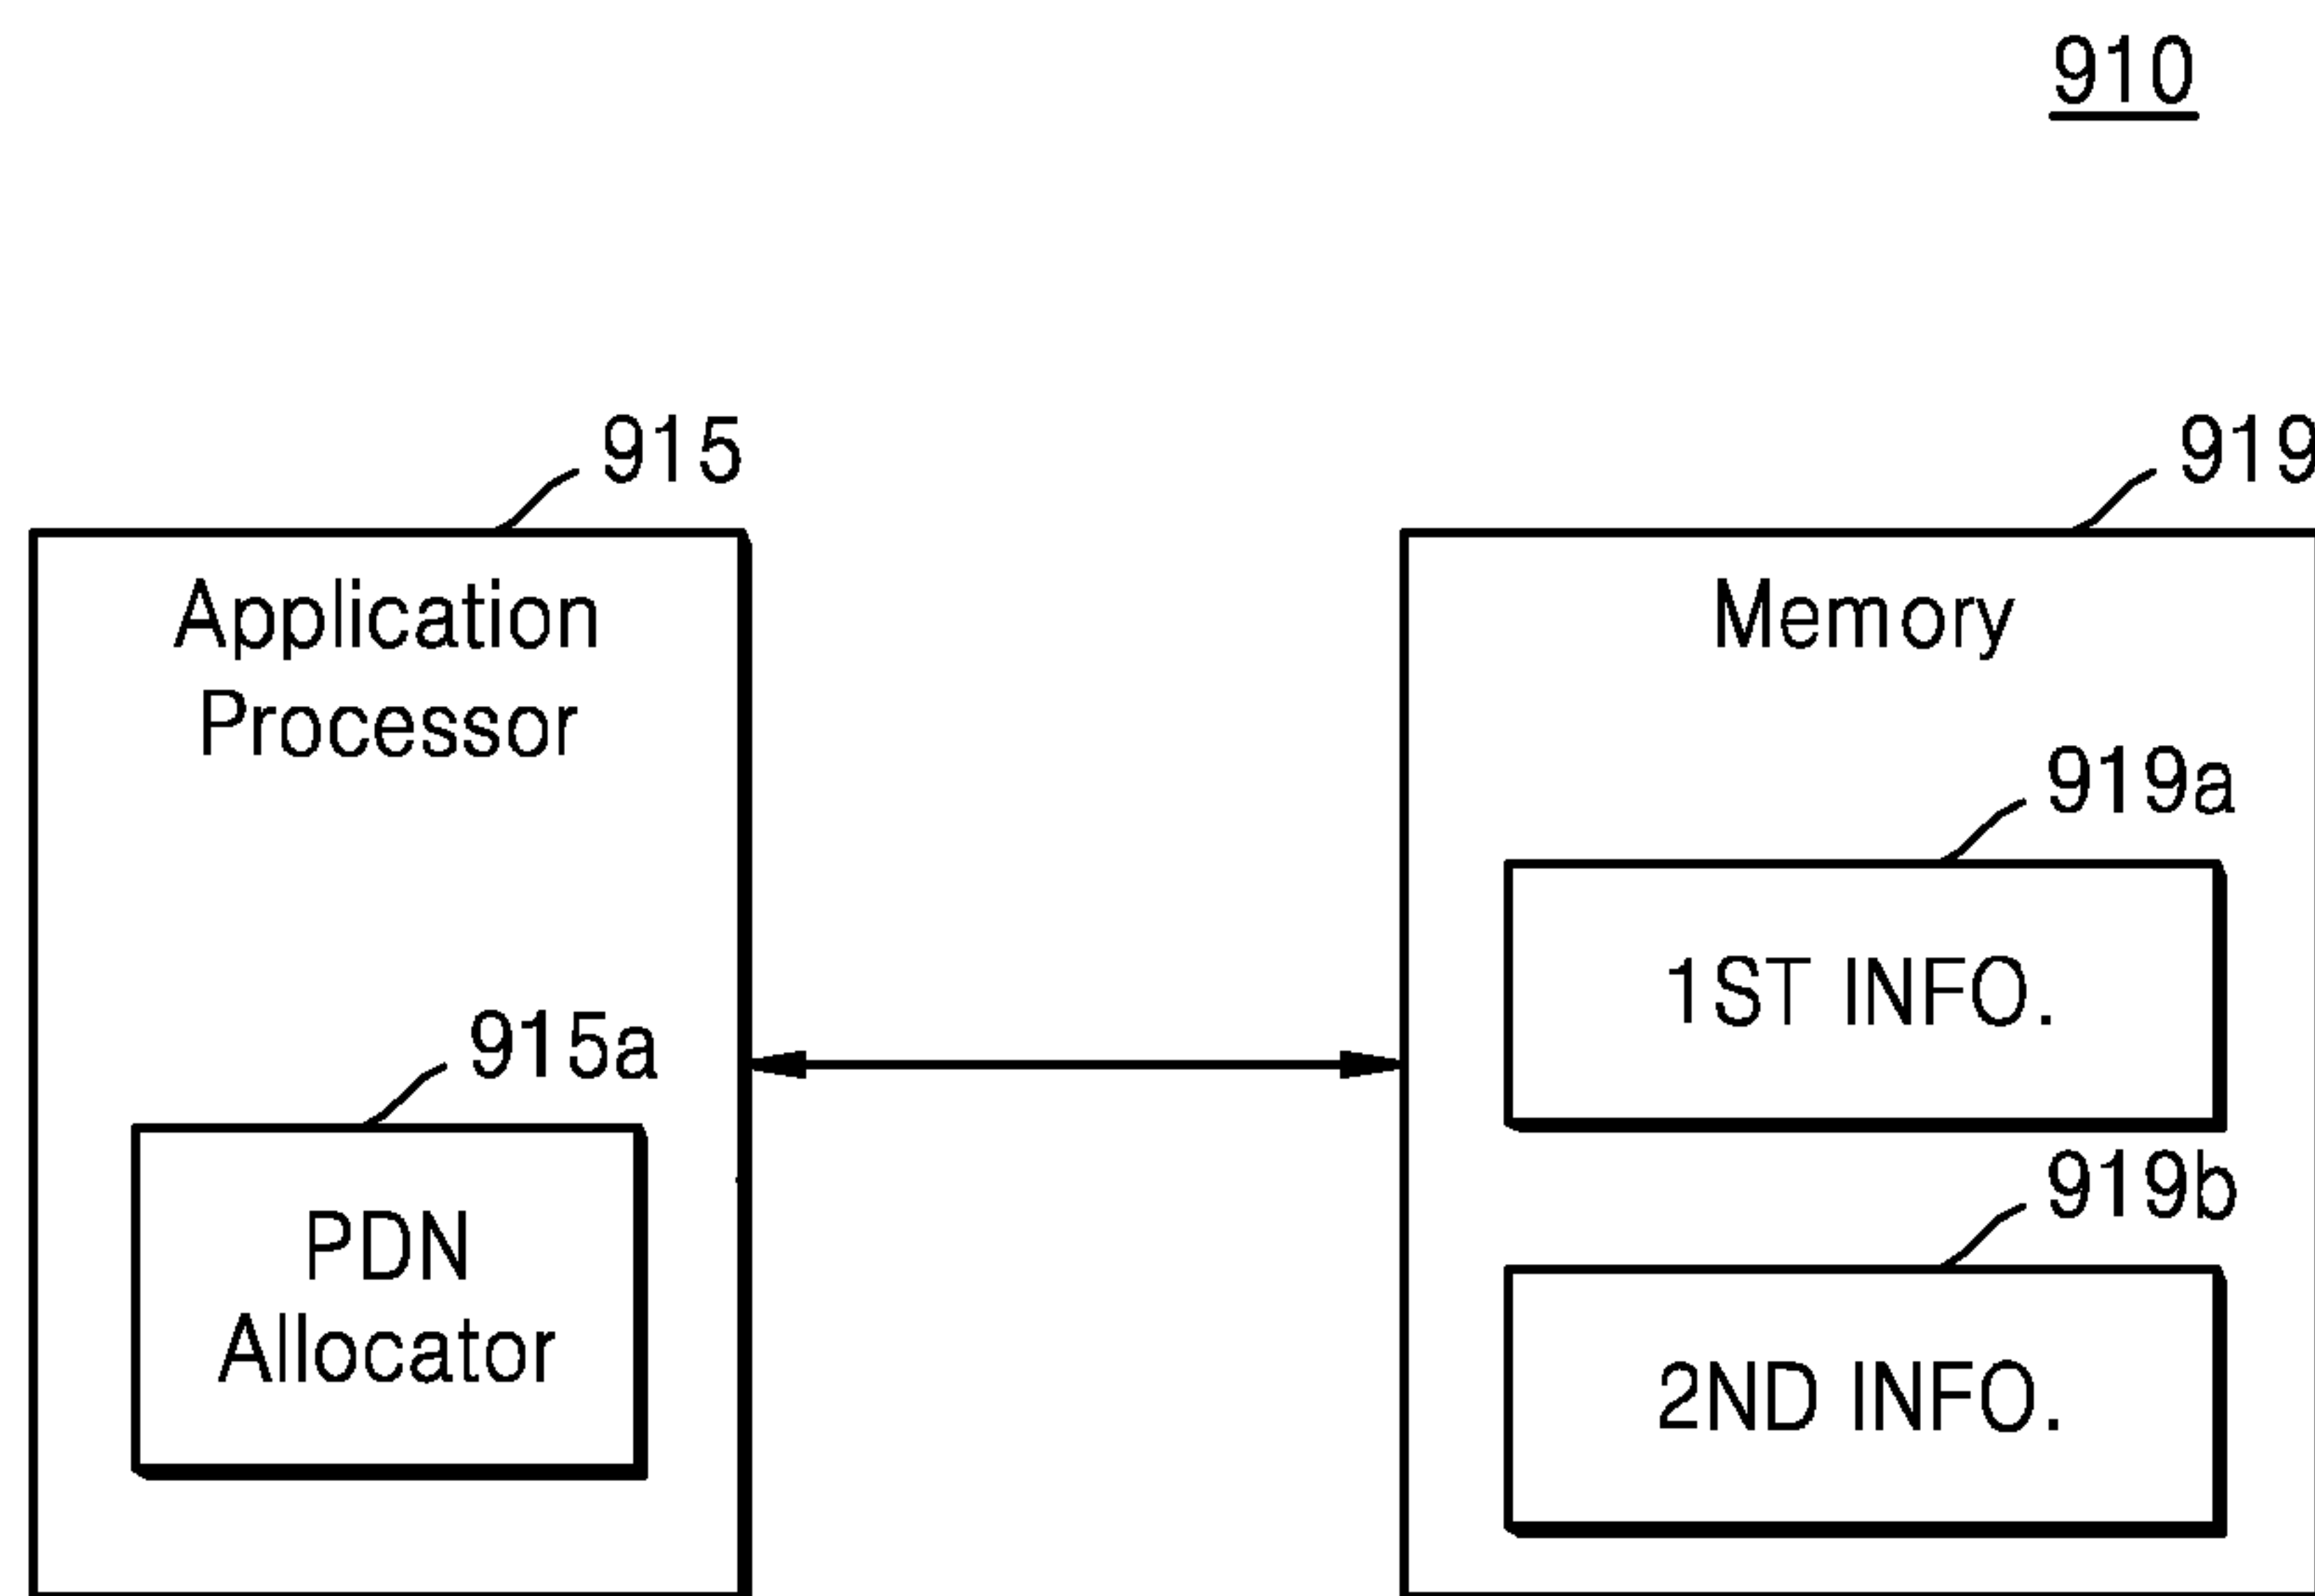 910
915
919
Application
Processor
Memory
919a
1ST INFO.
915a
PDN
Allocator
919b
2ND INFO.